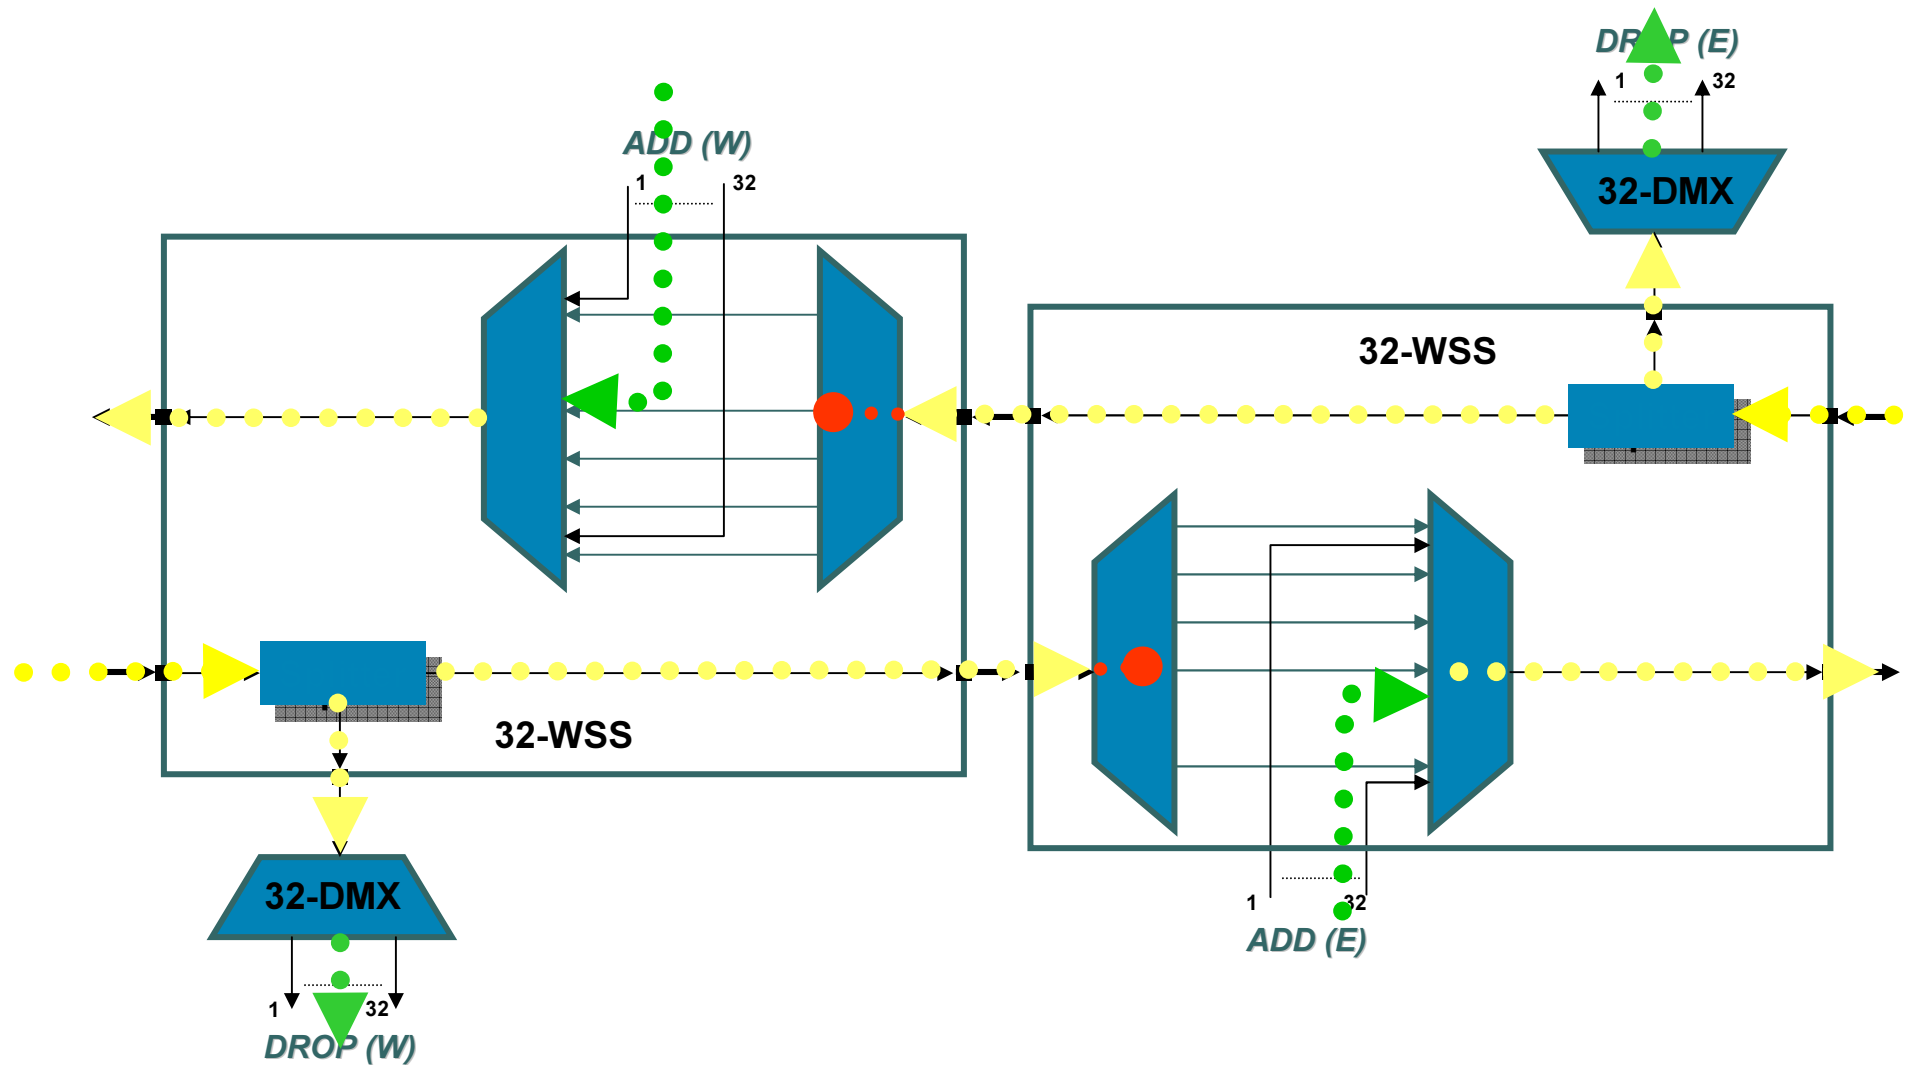 DROP (E)
1 32
32-DMX
ADD (W)
1 32
32-WSS
32-WSS
32-DMX
1 32
DROP (W)
1 32
ADD (E)